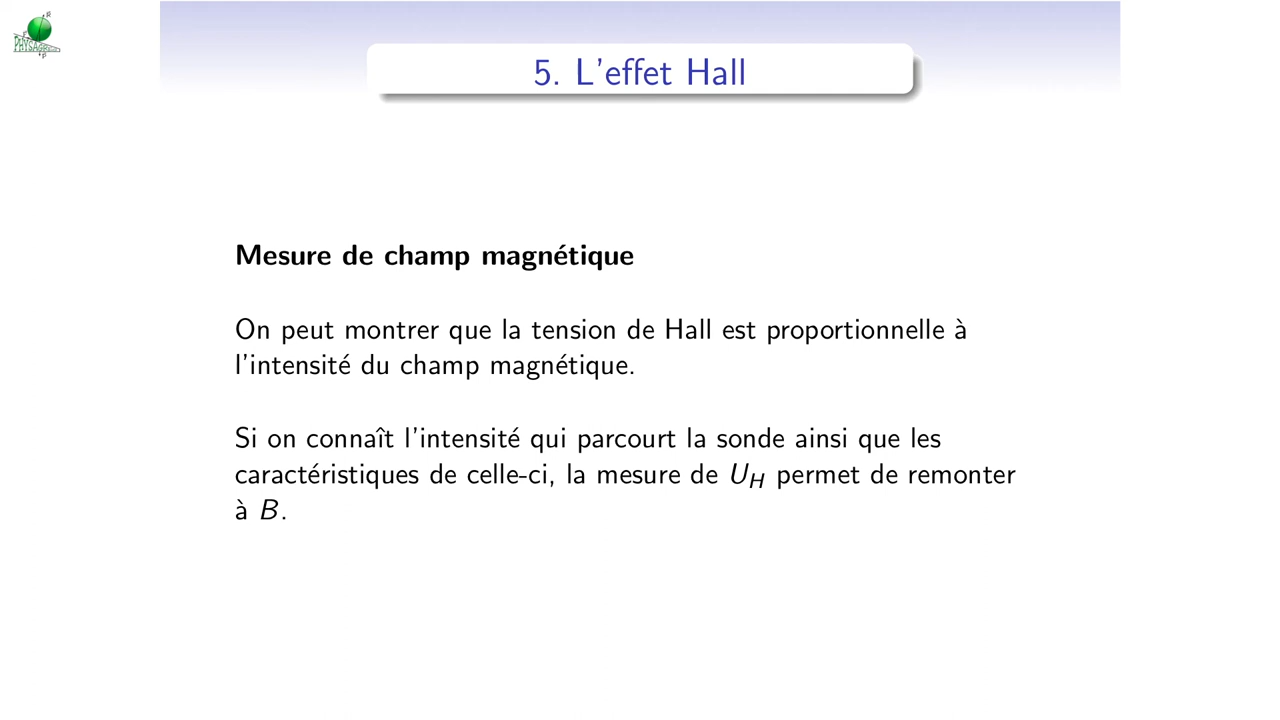 5. L'effet Hall
Mesure de champ magnétique
On peut montrer que la tension de Hall est proportionnelle à
l'intensité du champ magnétique.
Si on connaît l'intensité qui parcourt la sonde ainsi que les
caractéristiques de celle-ci, la mesure de U_H permet de remonter
à B.